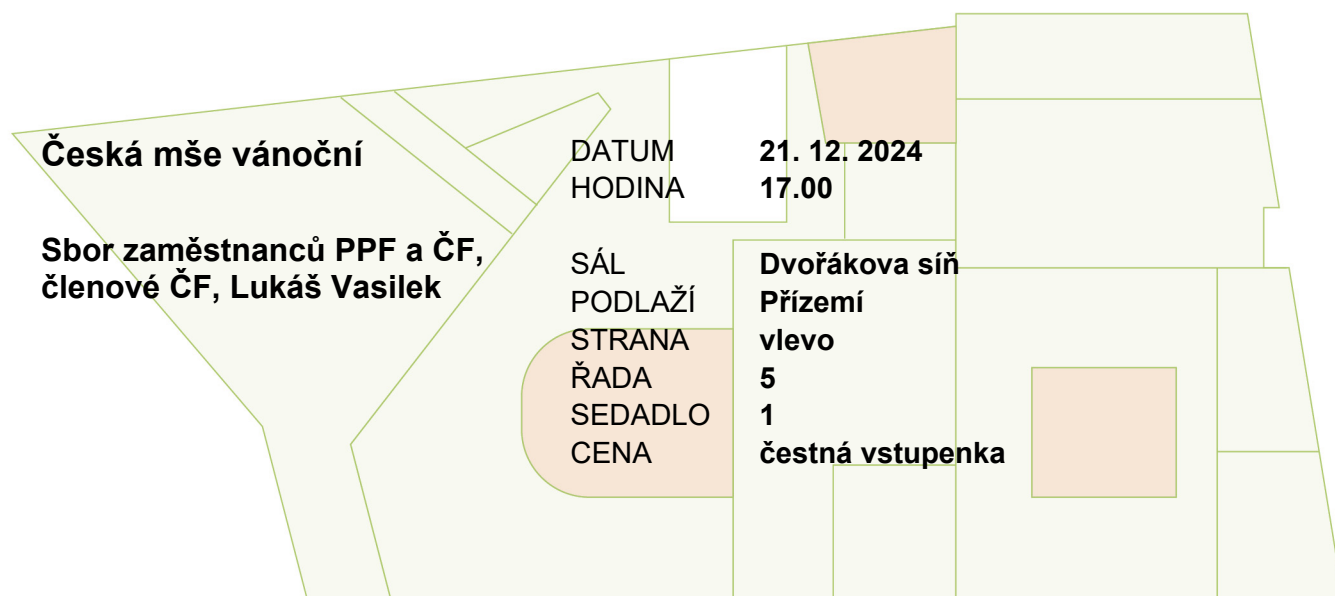 Česká mše vánoční
Sbor zaměstnanců PPF a ČF,
členové ČF, Lukáš Vasilek
DATUM 21. 12. 2024
HODINA 17.00
SÁL Dvořákova síň
PODLAŽÍ Přízemí
STRANA vlevo
ŘADA 5
SEDADLO 1
CENA čestná vstupenka